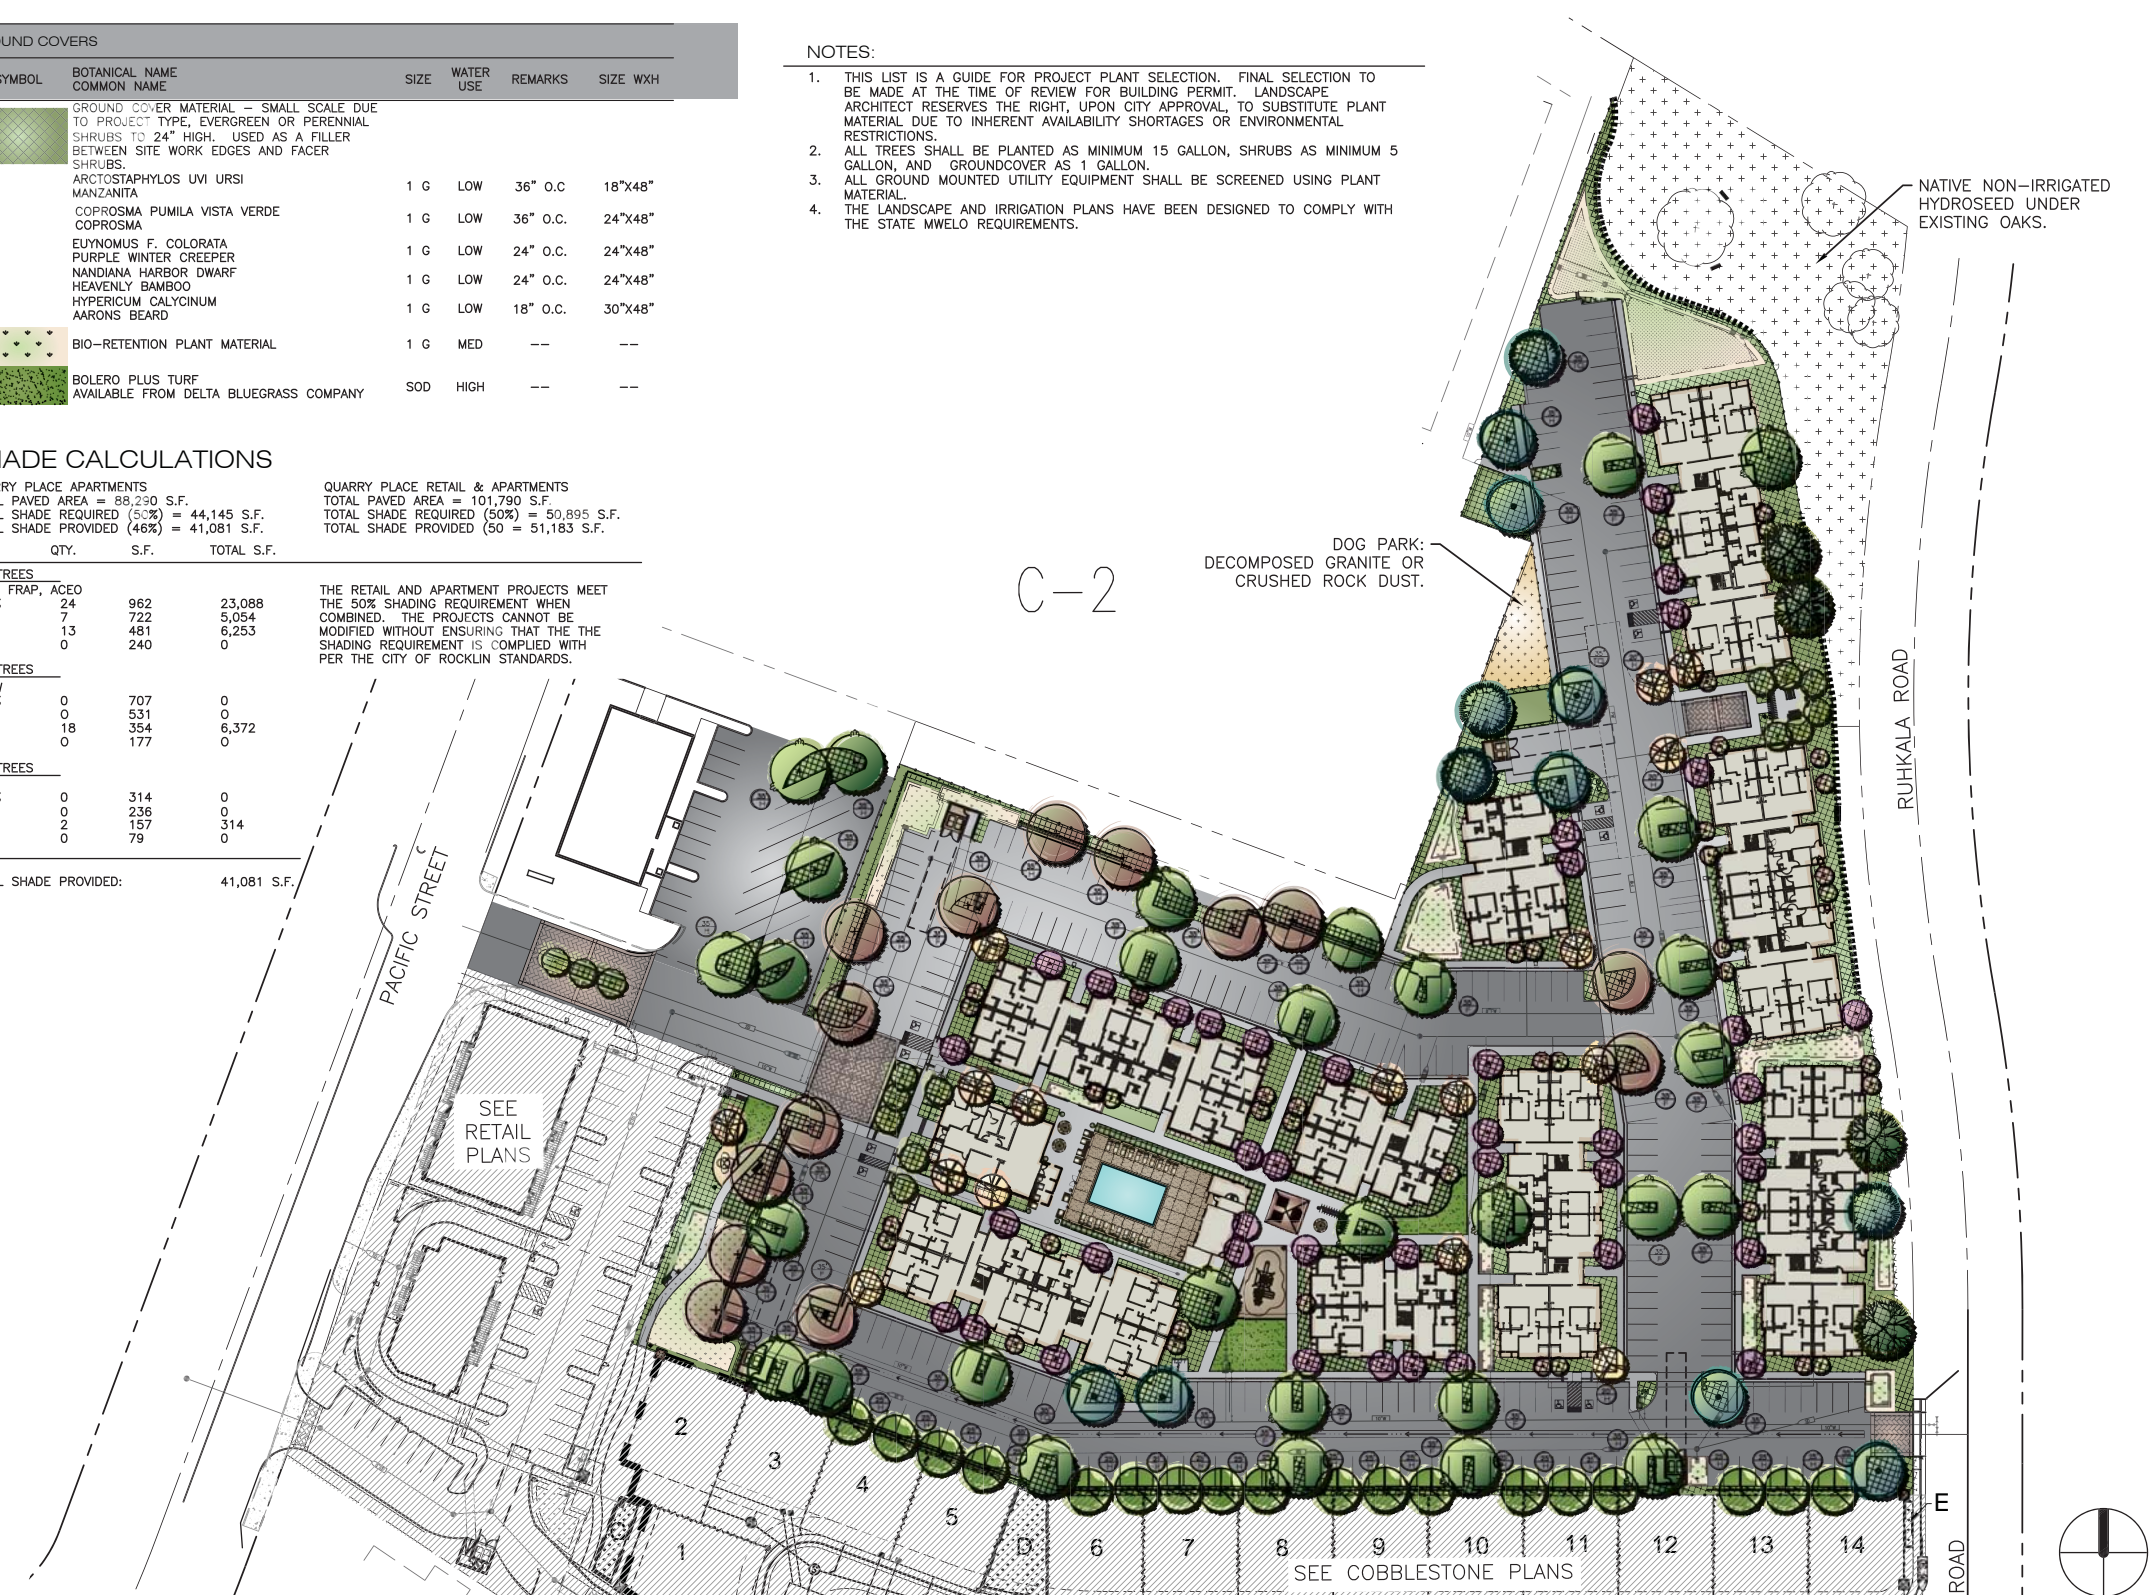 UND COVERS
SYMBOL BOTANICAL NAME COMMON NAME SIZE WATER USE REMARKS SIZE WXH
GROUND COVER MATERIAL – SMALL SCALE DUE
TO PROJECT TYPE, EVERGREEN OR PERENNIAL
SHRUBS TO 24" HIGH. USED AS A FILLER
BETWEEN SITE WORK EDGES AND FACER
SHRUBS.
ARCTOSTAPHYLOS UVI URSI
MANZANITA 1 G LOW 36" O.C 18"X48"
COPROSMA PUMILA VISTA VERDE
COPROSMA 1 G LOW 36" O.C. 24"X48"
EUYNOMUS F. COLORATA
PURPLE WINTER CREEPER 1 G LOW 24" O.C. 24"X48"
NANDIANA HARBOR DWARF
HEAVENLY BAMBOO 1 G LOW 24" O.C. 24"X48"
HYPERICUM CALYCINUM
AARONS BEARD 1 G LOW 18" O.C. 30"X48"
BIO–RETENTION PLANT MATERIAL 1 G MED –– ––
BOLERO PLUS TURF
AVAILABLE FROM DELTA BLUEGRASS COMPANY SOD HIGH –– ––
NOTES:
1. THIS LIST IS A GUIDE FOR PROJECT PLANT SELECTION. FINAL SELECTION TO
BE MADE AT THE TIME OF REVIEW FOR BUILDING PERMIT. LANDSCAPE
ARCHITECT RESERVES THE RIGHT, UPON CITY APPROVAL, TO SUBSTITUTE PLANT
MATERIAL DUE TO INHERENT AVAILABILITY SHORTAGES OR ENVIRONMENTAL
RESTRICTIONS.
2. ALL TREES SHALL BE PLANTED AS MINIMUM 15 GALLON, SHRUBS AS MINIMUM 5
GALLON, AND GROUNDCOVER AS 1 GALLON.
3. ALL GROUND MOUNTED UTILITY EQUIPMENT SHALL BE SCREENED USING PLANT
MATERIAL.
4. THE LANDSCAPE AND IRRIGATION PLANS HAVE BEEN DESIGNED TO COMPLY WITH
THE STATE MWELO REQUIREMENTS.
NATIVE NON–IRRIGATED
HYDROSEED UNDER
EXISTING OAKS.
HADE CALCULATIONS
RRY PLACE APARTMENTS
L PAVED AREA = 88,290 S.F.
L SHADE REQUIRED (50%) = 44,145 S.F.
L SHADE PROVIDED (46%) = 41,081 S.F.
QUARRY PLACE RETAIL & APARTMENTS
TOTAL PAVED AREA = 101,790 S.F.
TOTAL SHADE REQUIRED (50%) = 50,895 S.F.
TOTAL SHADE PROVIDED (50 = 51,183 S.F.
QTY. S.F. TOTAL S.F.
TREES
FRAP, ACEO
24 962 23,088
7 722 5,054
13 481 6,253
0 240 0
TREES
0 707 0
0 531 0
18 354 6,372
0 177 0
TREES
0 314 0
0 236 0
2 157 314
0 79 0
L SHADE PROVIDED: 41,081 S.F.
THE RETAIL AND APARTMENT PROJECTS MEET
THE 50% SHADING REQUIREMENT WHEN
COMBINED. THE PROJECTS CANNOT BE
MODIFIED WITHOUT ENSURING THAT THE THE
SHADING REQUIREMENT IS COMPLIED WITH
PER THE CITY OF ROCKLIN STANDARDS.
DOG PARK:
DECOMPOSED GRANITE OR
CRUSHED ROCK DUST.
C–2
RUHKALA ROAD
PACIFIC STREET
SEE
RETAIL
PLANS
2
3
4
5
1
D
6
7
8
9
10
11
12
13
14
E
SEE COBBLESTONE PLANS
ROAD